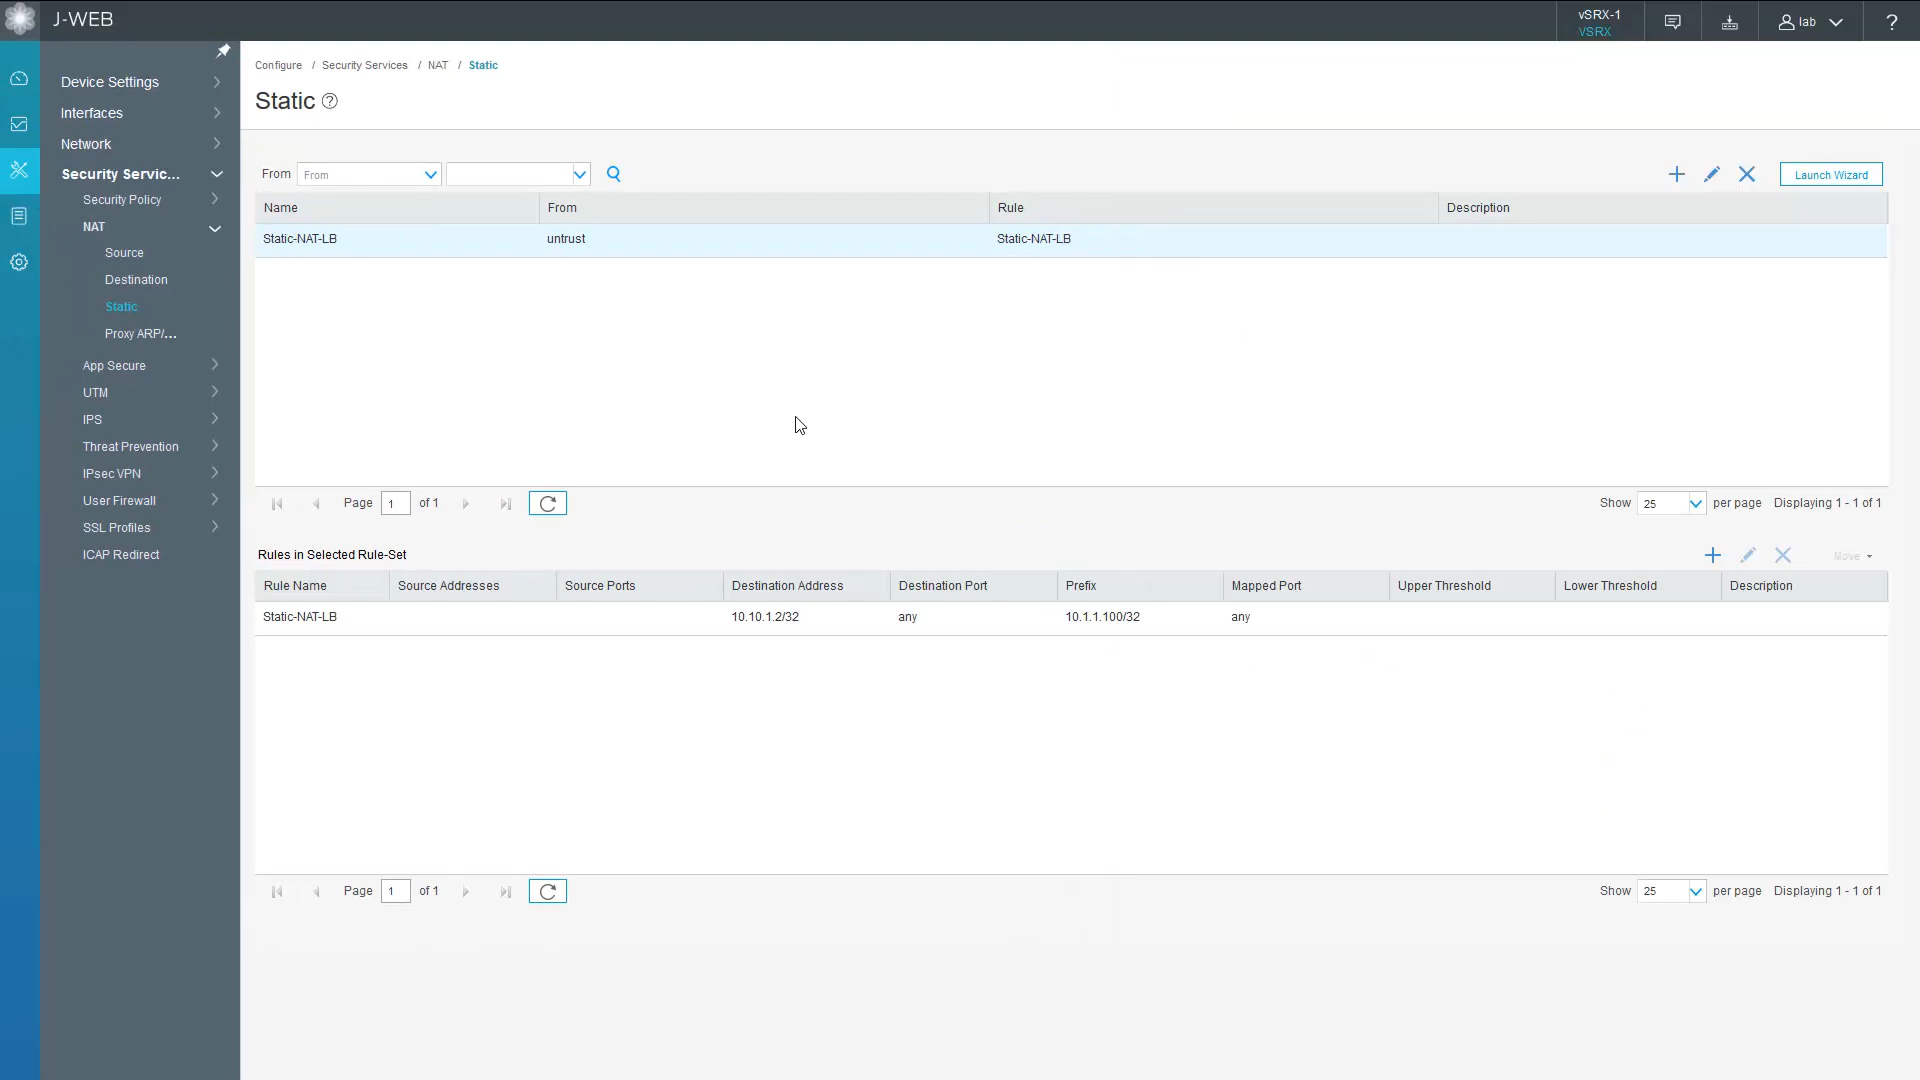 J-WEB
vSRX-1
VSRX
lab
?
Device Settings
Interfaces
Network
Security Servic...
Security Policy
NAT
Source
Destination
Static
Proxy ARP/...
App Secure
UTM
IPS
Threat Prevention
IPsec VPN
User Firewall
SSL Profiles
ICAP Redirect
Configure / Security Services / NAT / Static
Static ?
From From Launch Wizard
Name From Rule Description
Static-NAT-LB untrust Static-NAT-LB
Page 1 of 1 Show 25 per page Displaying 1 - 1 of 1
Rules in Selected Rule-Set Move
Rule Name Source Addresses Source Ports Destination Address Destination Port Prefix Mapped Port Upper Threshold Lower Threshold Description
Static-NAT-LB 10.10.1.2/32 any 10.1.1.100/32 any
Page 1 of 1 Show 25 per page Displaying 1 - 1 of 1